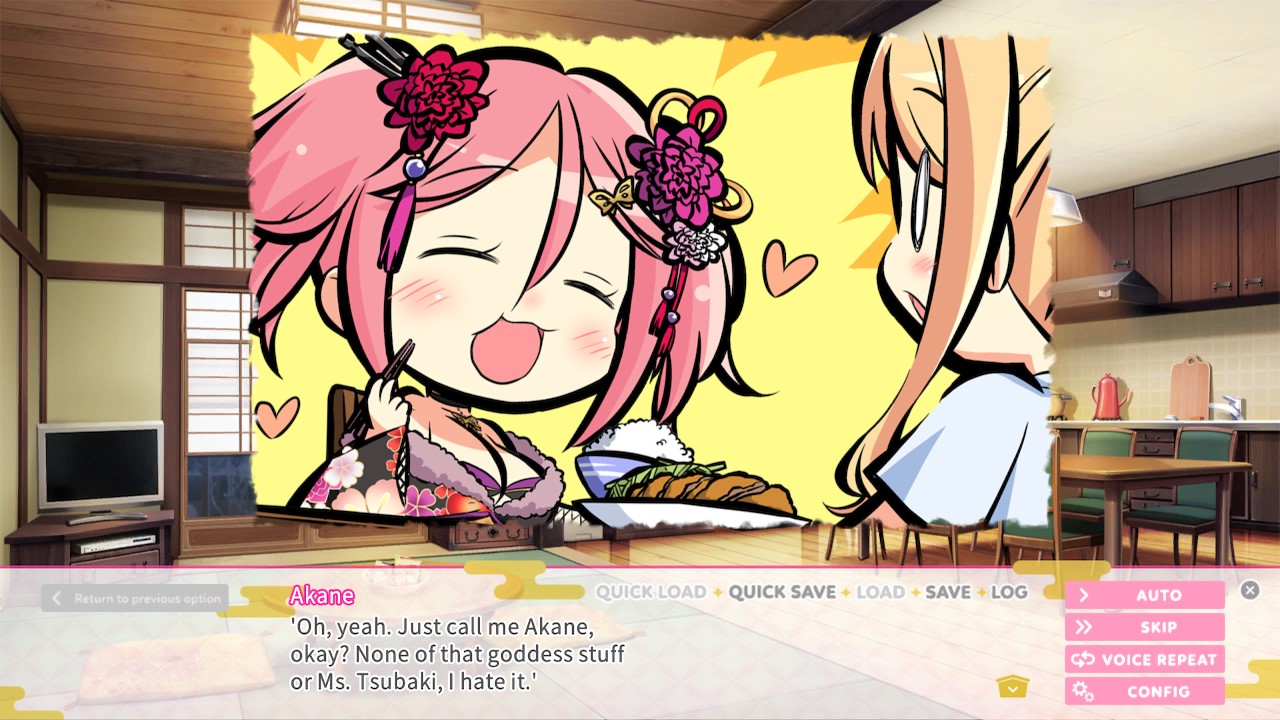 Return to previous option
Akane
QUICK LOAD
QUICK SAVE
LOAD
SAVE
LOG
'Oh, yeah. Just call me Akane,
okay? None of that goddess stuff
or Ms. Tsubaki, I hate it.'
AUTO
SKIP
VOICE REPEAT
CONFIG